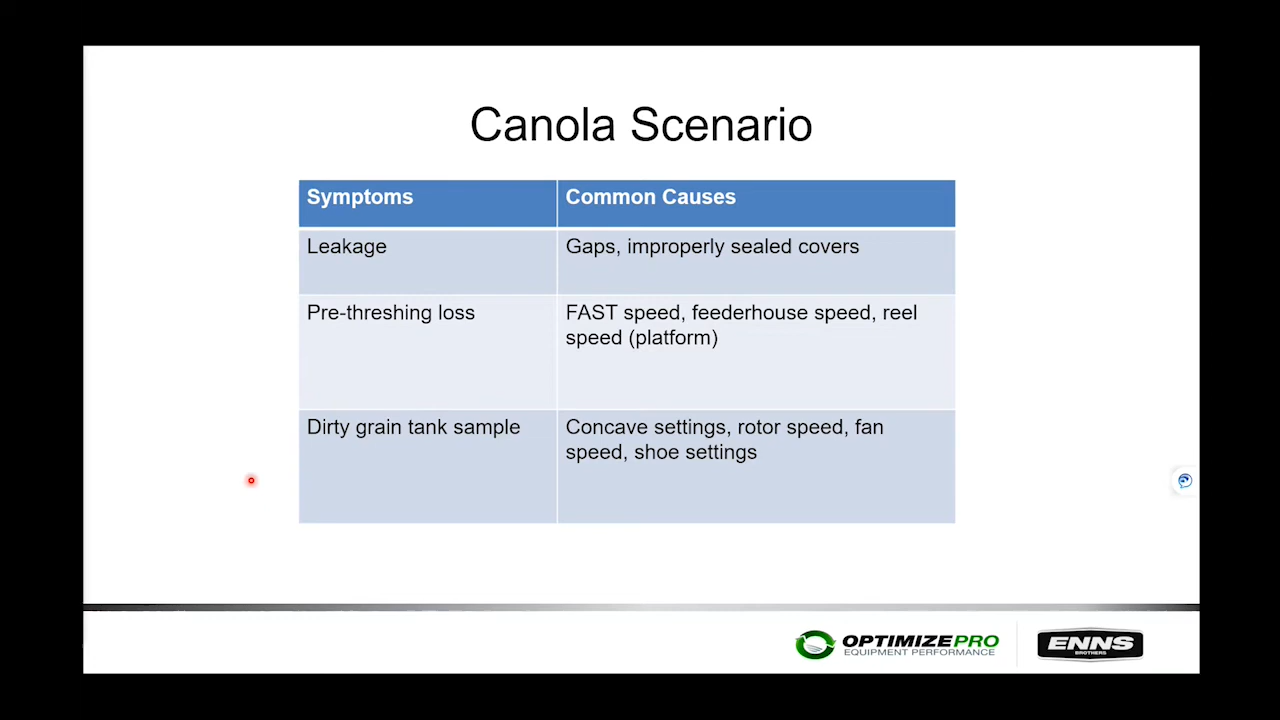 Canola Scenario
Symptoms
Common Causes
Leakage
Gaps, improperly sealed covers
Pre-threshing loss
FAST speed, feederhouse speed, reel
speed (platform)
Dirty grain tank sample
Concave settings, rotor speed, fan
speed, shoe settings
OPTIMIZEPRO
EQUIPMENT PERFORMANCE
ENNS
BROTHERS